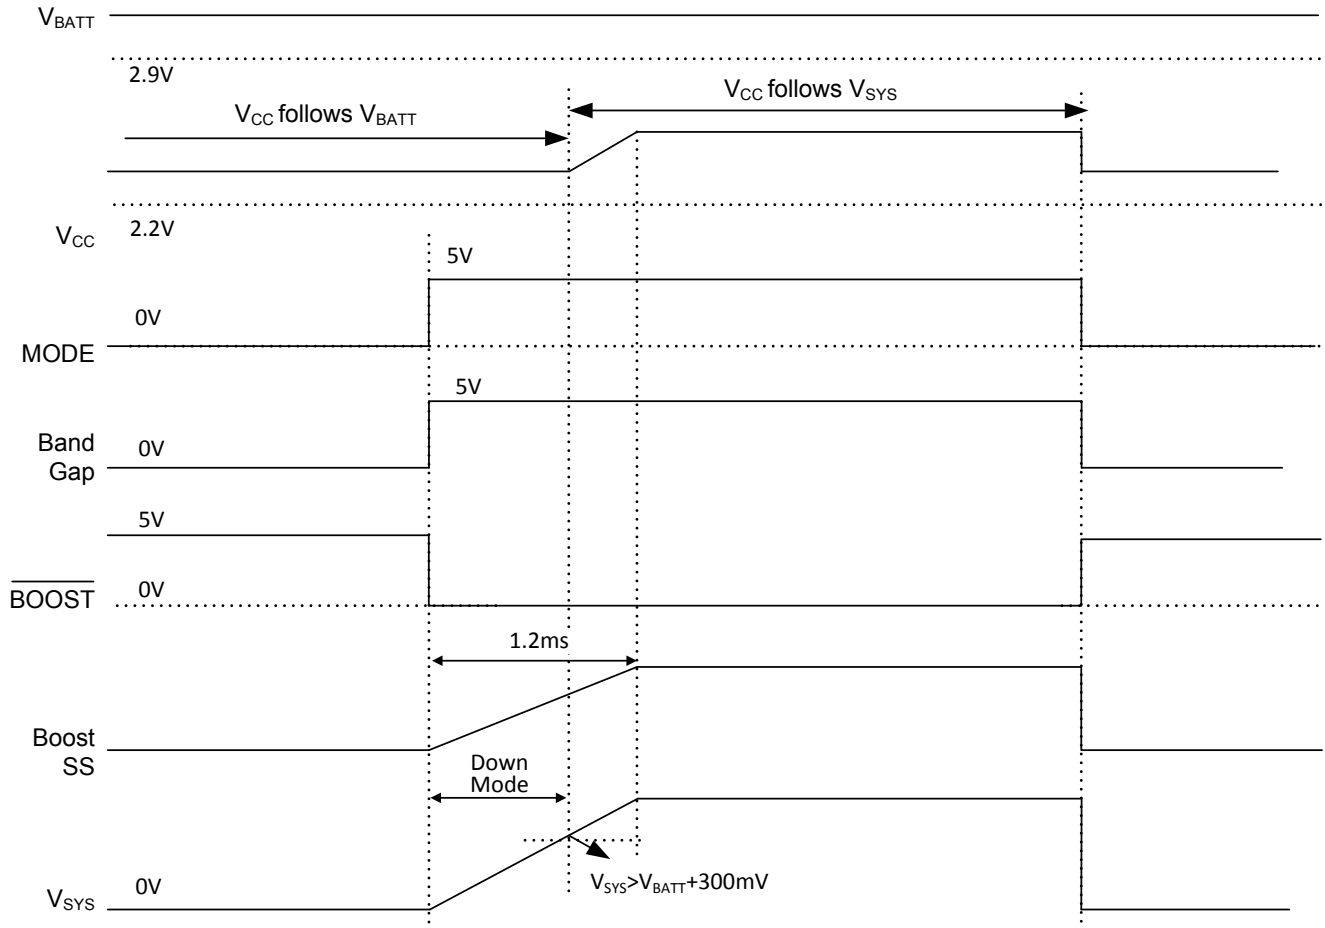 VBATT
2.9V
VCC follows VBATT
VCC follows VSYS
VCC
2.2V
5V
0V
MODE
5V
Band
Gap
0V
5V
BOOST
0V
1.2ms
Boost
SS
Down
Mode
VSYS>VBATT+300mV
0V
VSYS